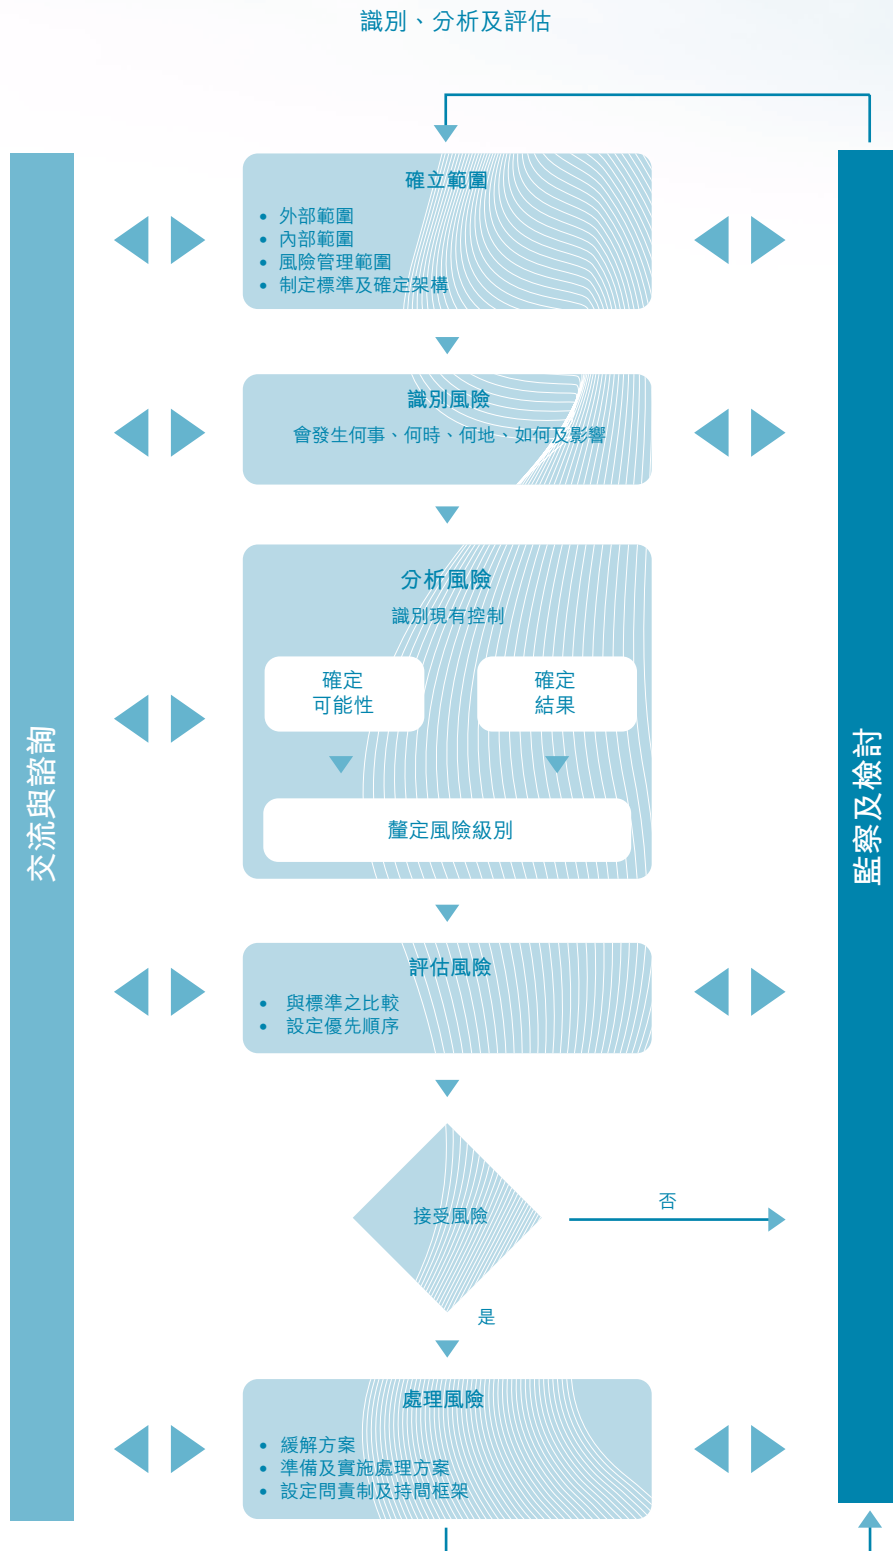 識別、分析及評估
確立範圍
• 外部範圍
• 內部範圍
• 風險管理範圍
• 制定標準及確定架構
識別風險
會發生何事、何時、何地、如何及影響
分析風險
識別現有控制
確定
可能性
確定
結果
釐定風險級別
評估風險
• 與標準之比較
• 設定優先順序
接受風險
否
是
處理風險
• 緩解方案
• 準備及實施處理方案
• 設定問責制及持間框架
交流與諮詢
監察及檢討